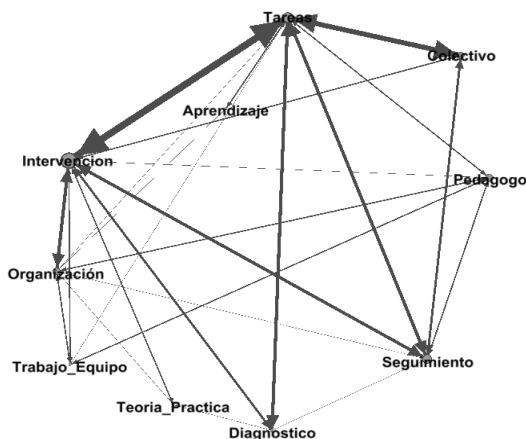 Tareas
Colectivo
Aprendizaje
Intervencion
Pedagogo
Organización
Seguimiento
Trabajo_Equipo
Teoria_Practica
Diagnostico